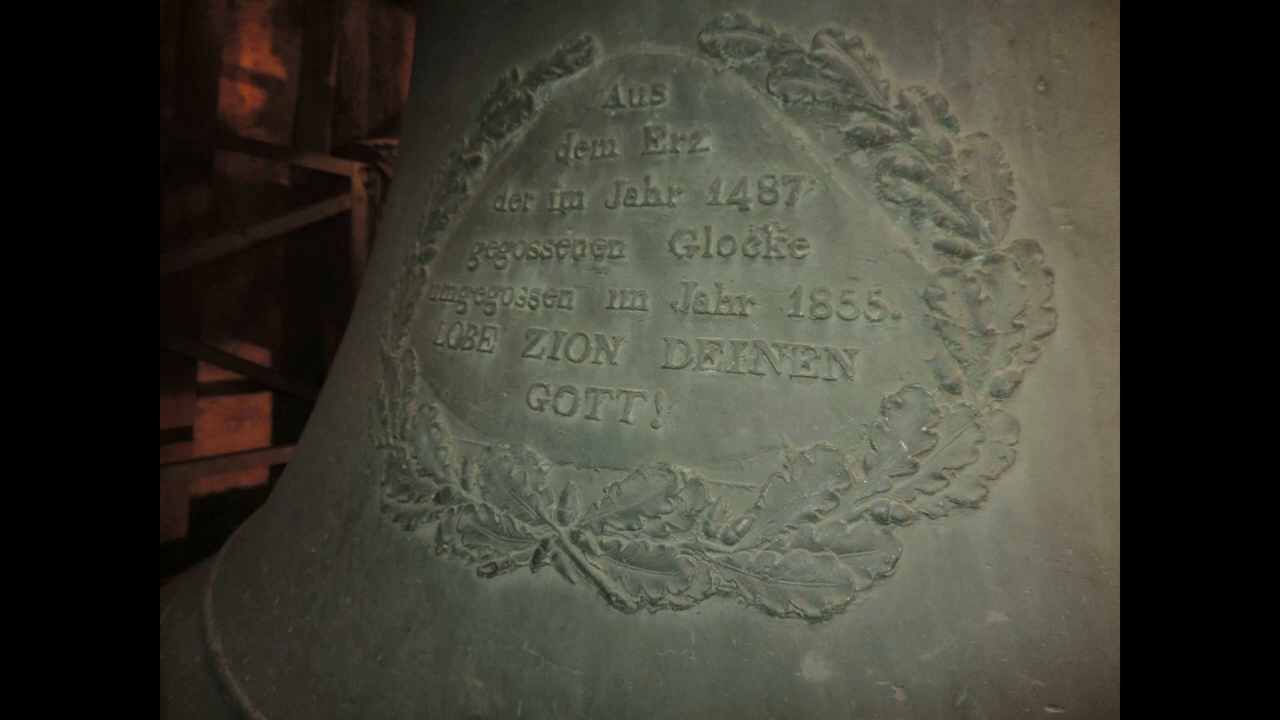 Aus
dem Erz
der im Jahr 1487
gegossenen Glocke
umgegossen im Jahr 1855.
LOBE ZION DEINEN
GOTT!